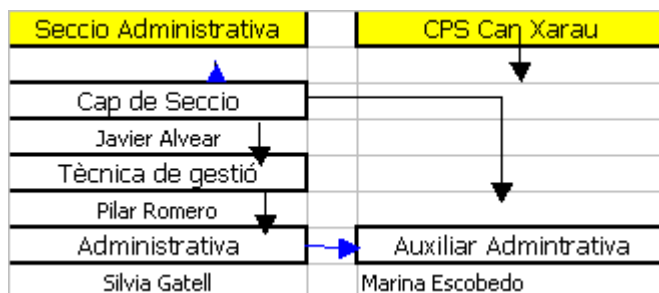 Seccio Administrativa
CPS Can Xarau
Cap de Seccio
Javier Alvear
Tècnica de gestió
Pilar Romero
Administrativa
Auxiliar Admintrativa
Silvia Gatell
Marina Escobedo